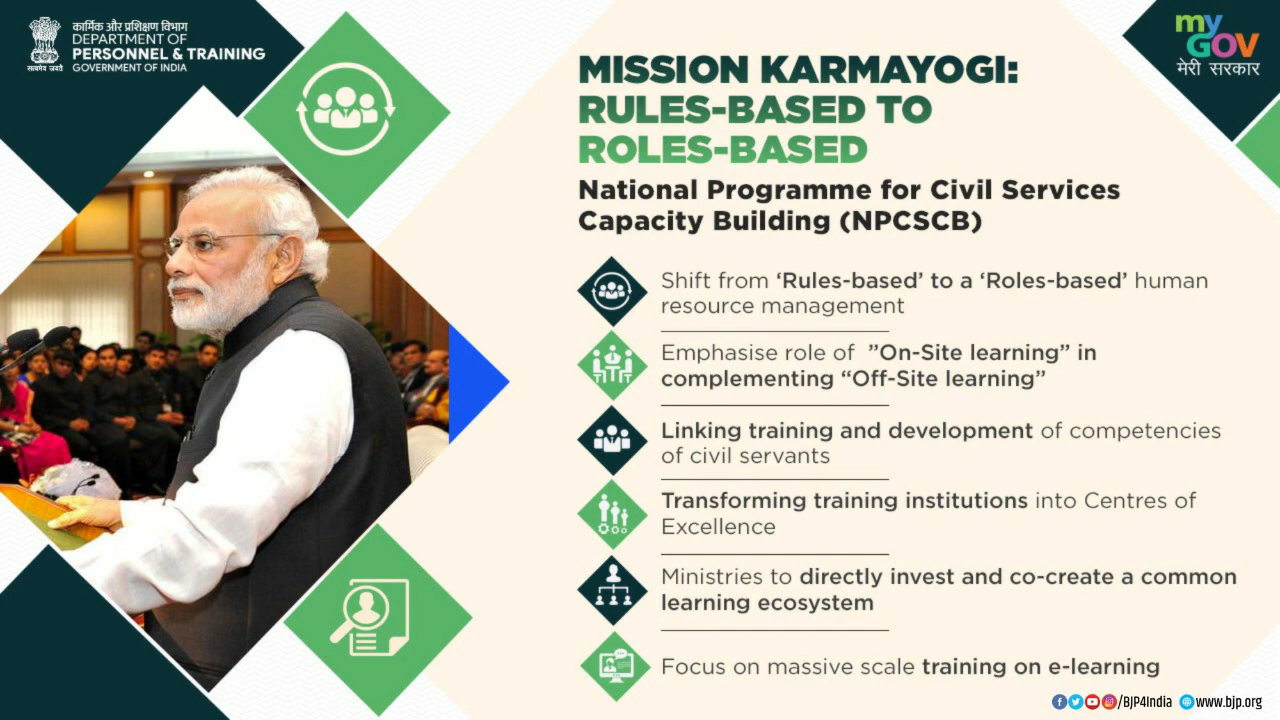 कार्मिक और प्रशिक्षण विभाग
DEPARTMENT OF
PERSONNEL & TRAINING
GOVERNMENT OF INDIA
सत्यमेव जयते
my
GOV
मेरी सरकार
MISSION KARMAYOGI:
RULES-BASED TO
ROLES-BASED
National Programme for Civil Services
Capacity Building (NPCSCB)
Shift from ‘Rules-based’ to a ‘Roles-based’ human
resource management
Emphasise role of ”On-Site learning” in
complementing “Off-Site learning”
Linking training and development of competencies
of civil servants
Transforming training institutions into Centres of
Excellence
Ministries to directly invest and co-create a common
learning ecosystem
Focus on massive scale training on e-learning
/BJP4India www.bjp.org